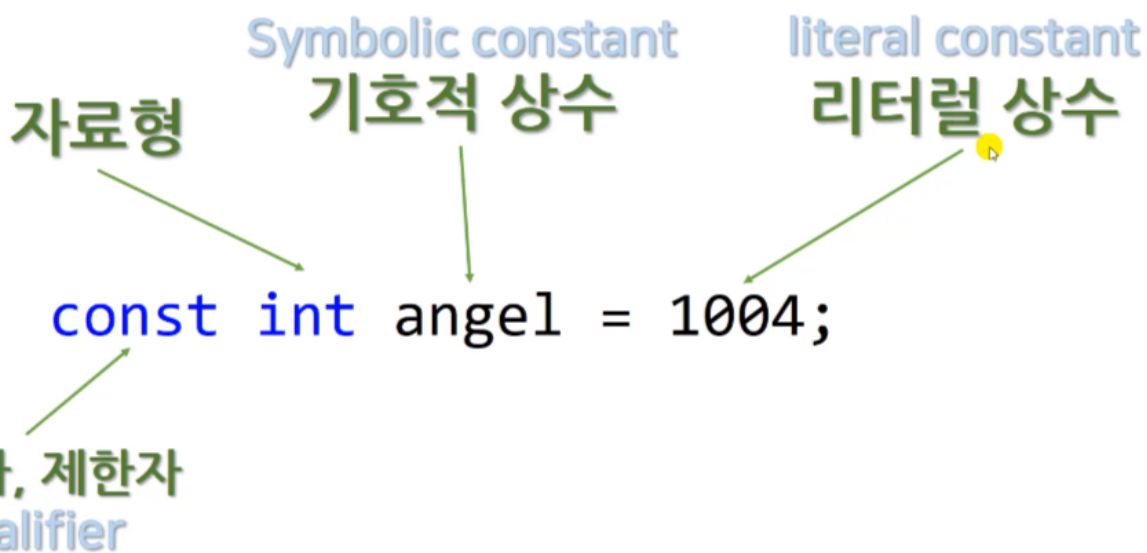 Symbolic constant
literal constant
기호적 상수
리터럴 상수
자료형
const int angel = 1004;
제한자